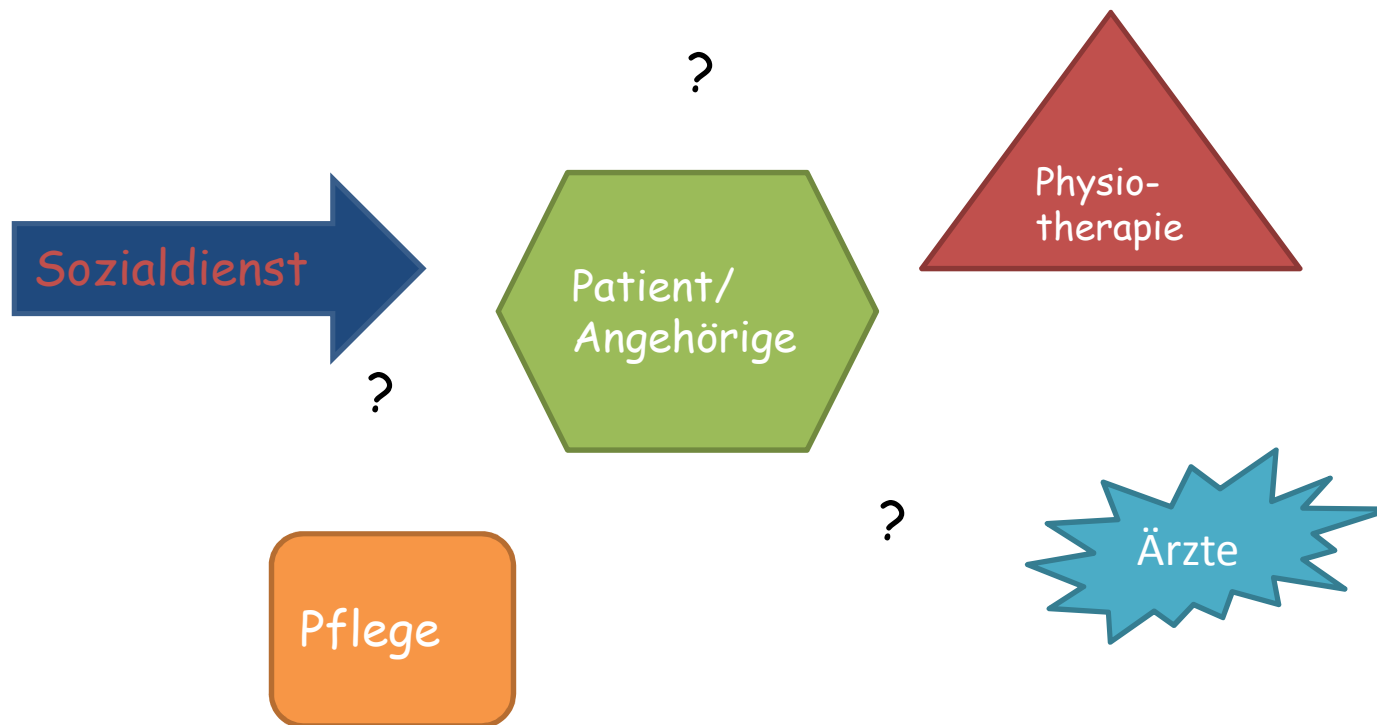 ?
Physio-
therapie
Sozialdienst
Patient/
Angehörige
?
?
Ärzte
Pflege